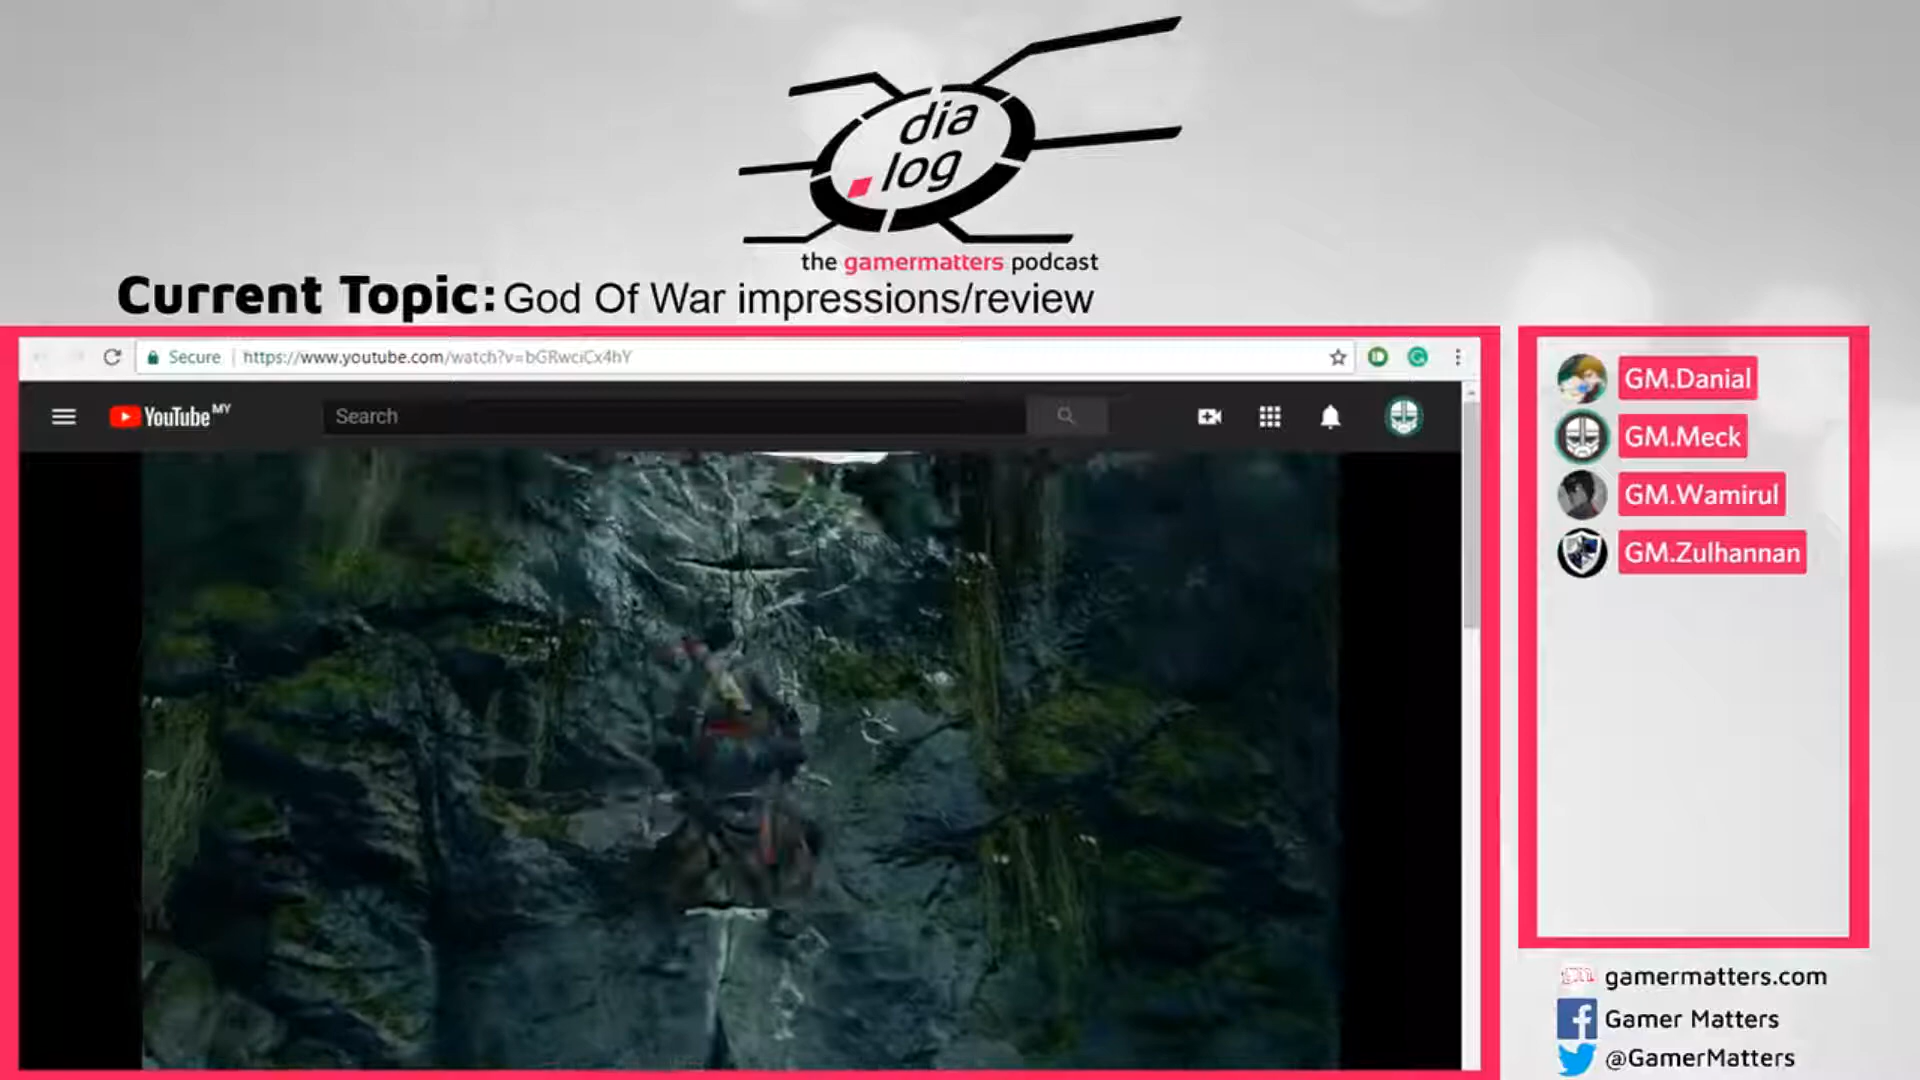 dia
.log
the gamermatters podcast
Current Topic: God Of War impressions/review
Secure
https://www.youtube.com/watch?v=bGRwciCx4hY
YouTube MY
Search
GM.Danial
GM.Meck
GM.Wamirul
GM.Zulhannan
gm gamermatters.com
Gamer Matters
@GamerMatters